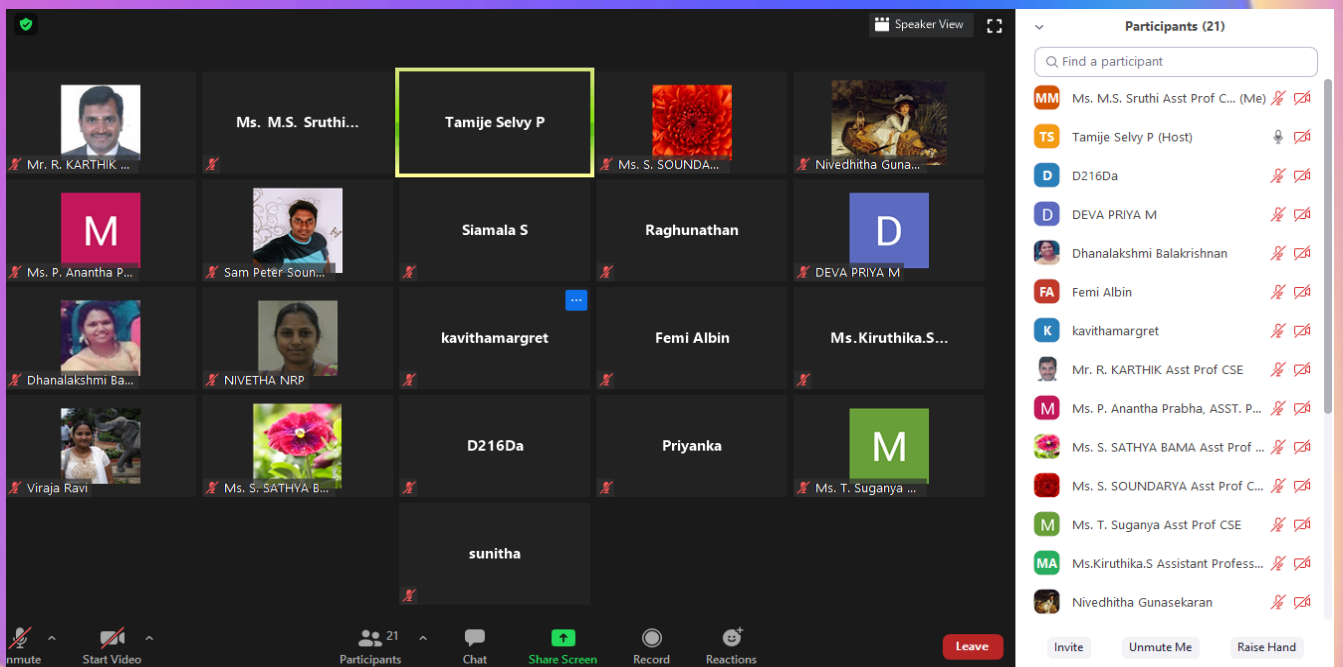 Speaker View
Mr. R. KARTHIK ...
Ms. M.S. Sruthi...
Tamije Selvy P
Ms. S. SOUNDA...
Nivedhitha Guna...
M
Ms. P. Anantha P...
Sam Peter Soun...
Siamala S
Raghunathan
D
DEVA PRIYA M
Dhanalakshmi Ba...
NIVETHA NRP
kavithamargret
Femi Albin
Ms.Kiruthika.S...
Viraja Ravi
Ms. S. SATHYA B...
D216Da
Priyanka
M
Ms. T. Suganya ...
sunitha
nmute
Start Video
21
Participants
Chat
Share Screen
Record
Reactions
Leave
Participants (21)
Find a participant
MM Ms. M.S. Sruthi Asst Prof C... (Me)
TS Tamije Selvy P (Host)
D D216Da
D DEVA PRIYA M
Dhanalakshmi Balakrishnan
FA Femi Albin
K kavithamargret
Mr. R. KARTHIK Asst Prof CSE
M Ms. P. Anantha Prabha, ASST. P...
Ms. S. SATHYA BAMA Asst Prof ...
Ms. S. SOUNDARYA Asst Prof C...
M Ms. T. Suganya Asst Prof CSE
MA Ms.Kiruthika.S Assistant Profess...
Nivedhitha Gunasekaran
Invite
Unmute Me
Raise Hand